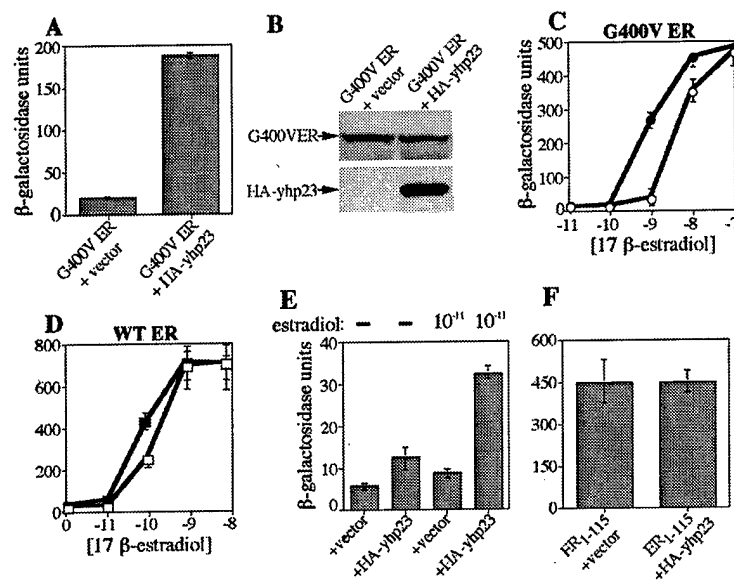 A
β-galactosidase units
200
150
100
50
0
G400V ER
+ vector
G400V ER
+ HA-yhp23
B
G400V ER
+ vector
G400V ER
+ HA-yhp23
G400VER
HA-yhp23
C
G400V ER
β-galactosidase units
500
400
300
200
100
0
-11 -10 -9 -8 -7
[17 β-estradiol]
D
WT ER
800
600
400
200
0
0 -11 -10 -9 -8
[17 β-estradiol]
E
estradiol: - - 10-11 10-11
β-galactosidase units
40
30
20
10
0
+vector
+HA-yhp23
+vector
+HA-yhp23
F
600
450
300
150
0
ER1-115
+vector
ER1-115
+HA-yhp23